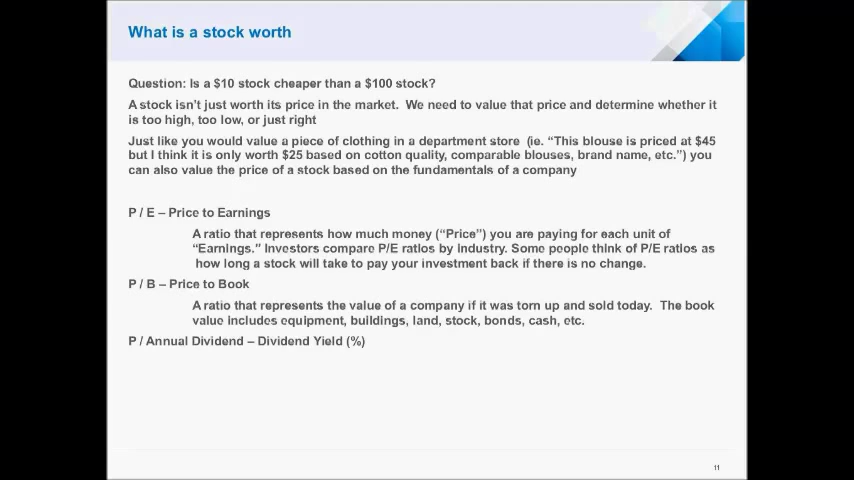 What is a stock worth
Question: Is a $10 stock cheaper than a $100 stock?
A stock isn't just worth its price in the market.  We need to value that price and determine whether it
is too high, too low, or just right
Just like you would value a piece of clothing in a department store  (ie. “This blouse is priced at $45
but I think it is only worth $25 based on cotton quality, comparable blouses, brand name, etc.”) you
can also value the price of a stock based on the fundamentals of a company
P / E – Price to Earnings
A ratio that represents how much money (“Price”) you are paying for each unit of
“Earnings.” Investors compare P/E ratios by industry. Some people think of P/E ratios as
how long a stock will take to pay your investment back if there is no change.
P / B – Price to Book
A ratio that represents the value of a company if it was torn up and sold today.  The book
value includes equipment, buildings, land, stock, bonds, cash, etc.
P / Annual Dividend – Dividend Yield (%)
11